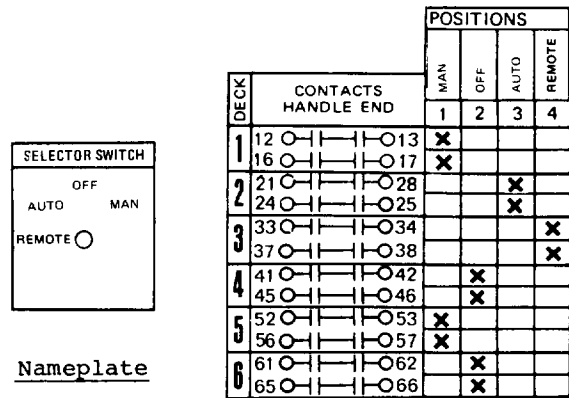 SELECTOR SWITCH
OFF
AUTO MAN
REMOTE
Nameplate
POSITIONS
DECK CONTACTS HANDLE END MAN OFF AUTO REMOTE
1 2 3 4
1 12 13 X
16 17 X
2 21 28 X
24 25 X
3 33 34 X
37 38 X
4 41 42 X
45 46 X
5 52 53 X
56 57 X
6 61 62 X
65 66 X